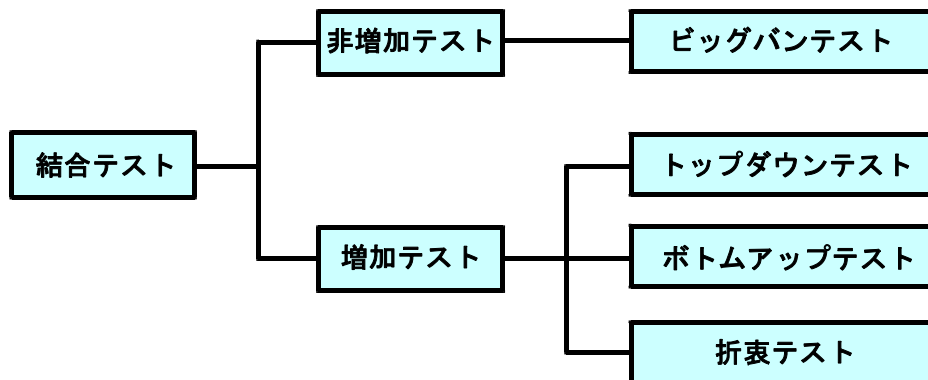 非増加テスト
ビッグバンテスト
結合テスト
トップダウンテスト
増加テスト
ボトムアップテスト
折衷テスト